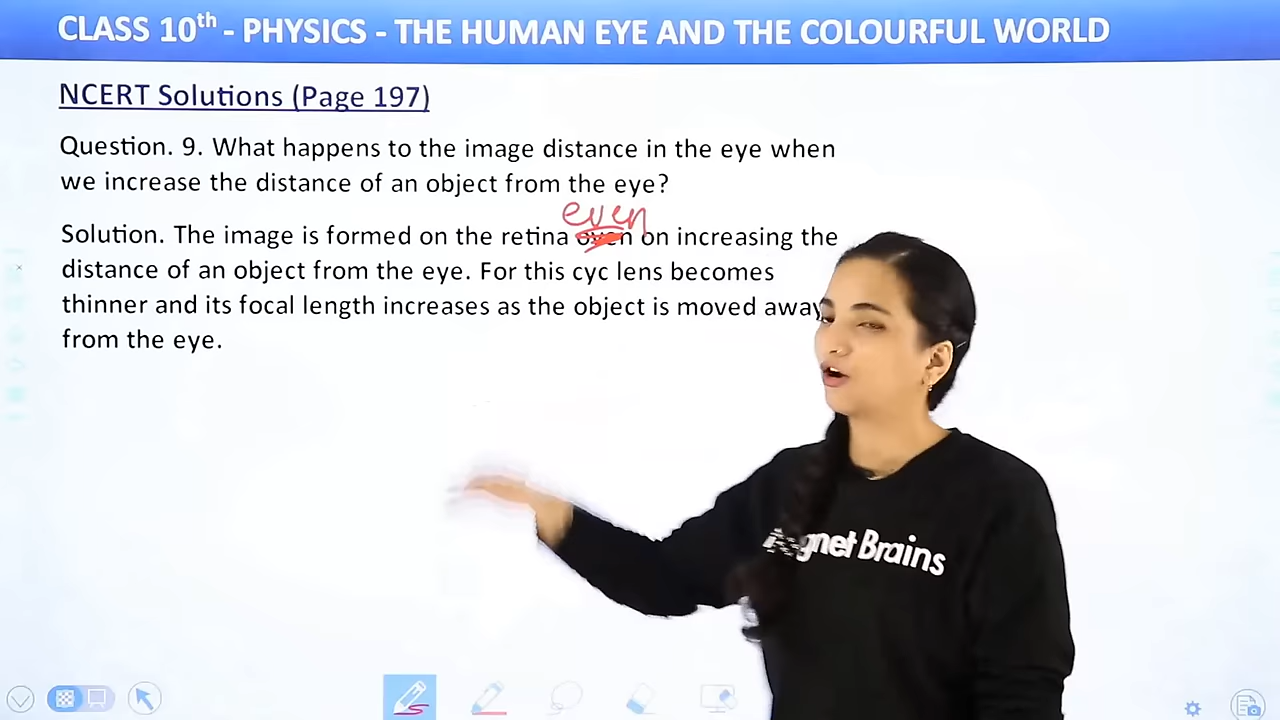 CLASS 10th - PHYSICS - THE HUMAN EYE AND THE COLOURFUL WORLD
NCERT Solutions (Page 197)
Question. 9. What happens to the image distance in the eye when
we increase the distance of an object from the eye?
even
Solution. The image is formed on the retina oven on increasing the
distance of an object from the eye. For this cyc lens becomes
thinner and its focal length increases as the object is moved away
from the eye.
Brains